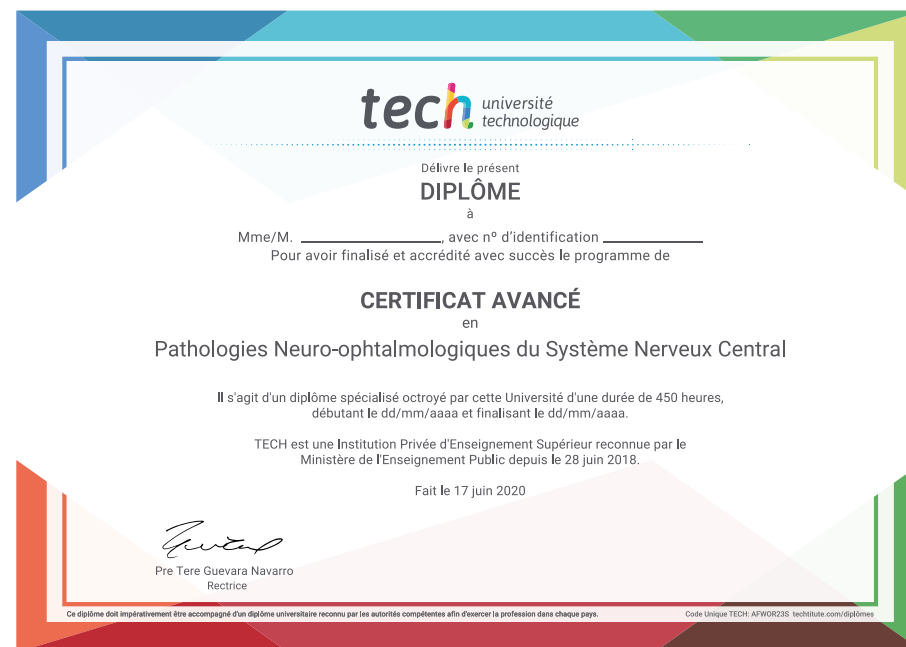 tech université
technologique
Délivre le présent
DIPLÔME
à
Mme/M. ____________________, avec nº d'identification ______________
Pour avoir finalisé et accrédité avec succès le programme de
CERTIFICAT AVANCÉ
en
Pathologies Neuro-ophtalmologiques du Système Nerveux Central
Il s'agit d'un diplôme spécialisé octroyé par cette Université d'une durée de 450 heures,
débutant le dd/mm/aaaa et finalisant le dd/mm/aaaa.
TECH est une Institution Privée d'Enseignement Supérieur reconnue par le
Ministère de l'Enseignement Public depuis le 28 juin 2018.
Fait le 17 juin 2020
Pre Tere Guevara Navarro
Rectrice
Ce diplôme doit impérativement être accompagné d'un diplôme universitaire reconnu par les autorités compétentes afin d'exercer la profession dans chaque pays.
Code Unique TECH: AFWOR23S techtitute.com/diplômes